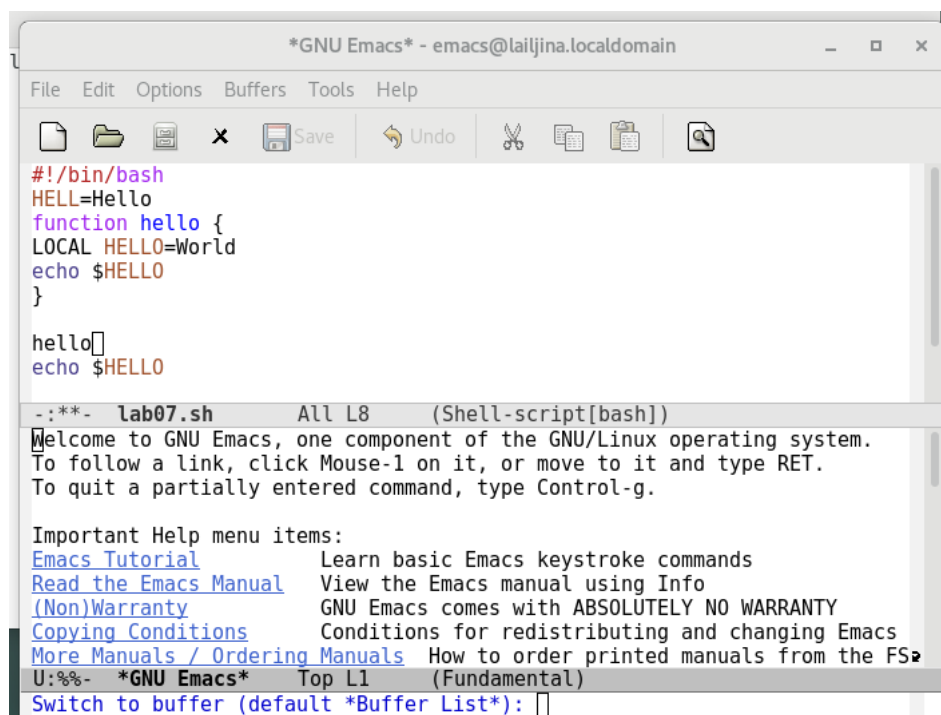 *GNU Emacs* - emacs@lailjina.localdomain
File Edit Options Buffers Tools Help
Save Undo
#!/bin/bash
HELL=Hello
function hello {
LOCAL HELLO=World
echo $HELLO
}
hello
echo $HELLO
-:**- lab07.sh All L8 (Shell-script[bash])
Welcome to GNU Emacs, one component of the GNU/Linux operating system.
To follow a link, click Mouse-1 on it, or move to it and type RET.
To quit a partially entered command, type Control-g.
Important Help menu items:
Emacs Tutorial Learn basic Emacs keystroke commands
Read the Emacs Manual View the Emacs manual using Info
(Non)Warranty GNU Emacs comes with ABSOLUTELY NO WARRANTY
Copying Conditions Conditions for redistributing and changing Emacs
More Manuals / Ordering Manuals How to order printed manuals from the FS
U:%%- *GNU Emacs* Top L1 (Fundamental)
Switch to buffer (default *Buffer List*):